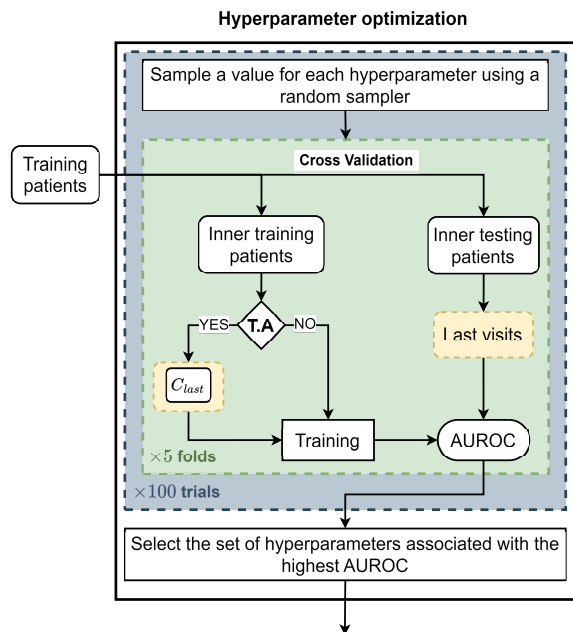 Hyperparameter optimization
Sample a value for each hyperparameter using a
random sampler
Cross Validation
Training
patients
Inner training
patients
Inner testing
patients
T.A
YES
NO
Last visits
C_{last}
Training
AUROC
×5 folds
×100 trials
Select the set of hyperparameters associated with the
highest AUROC